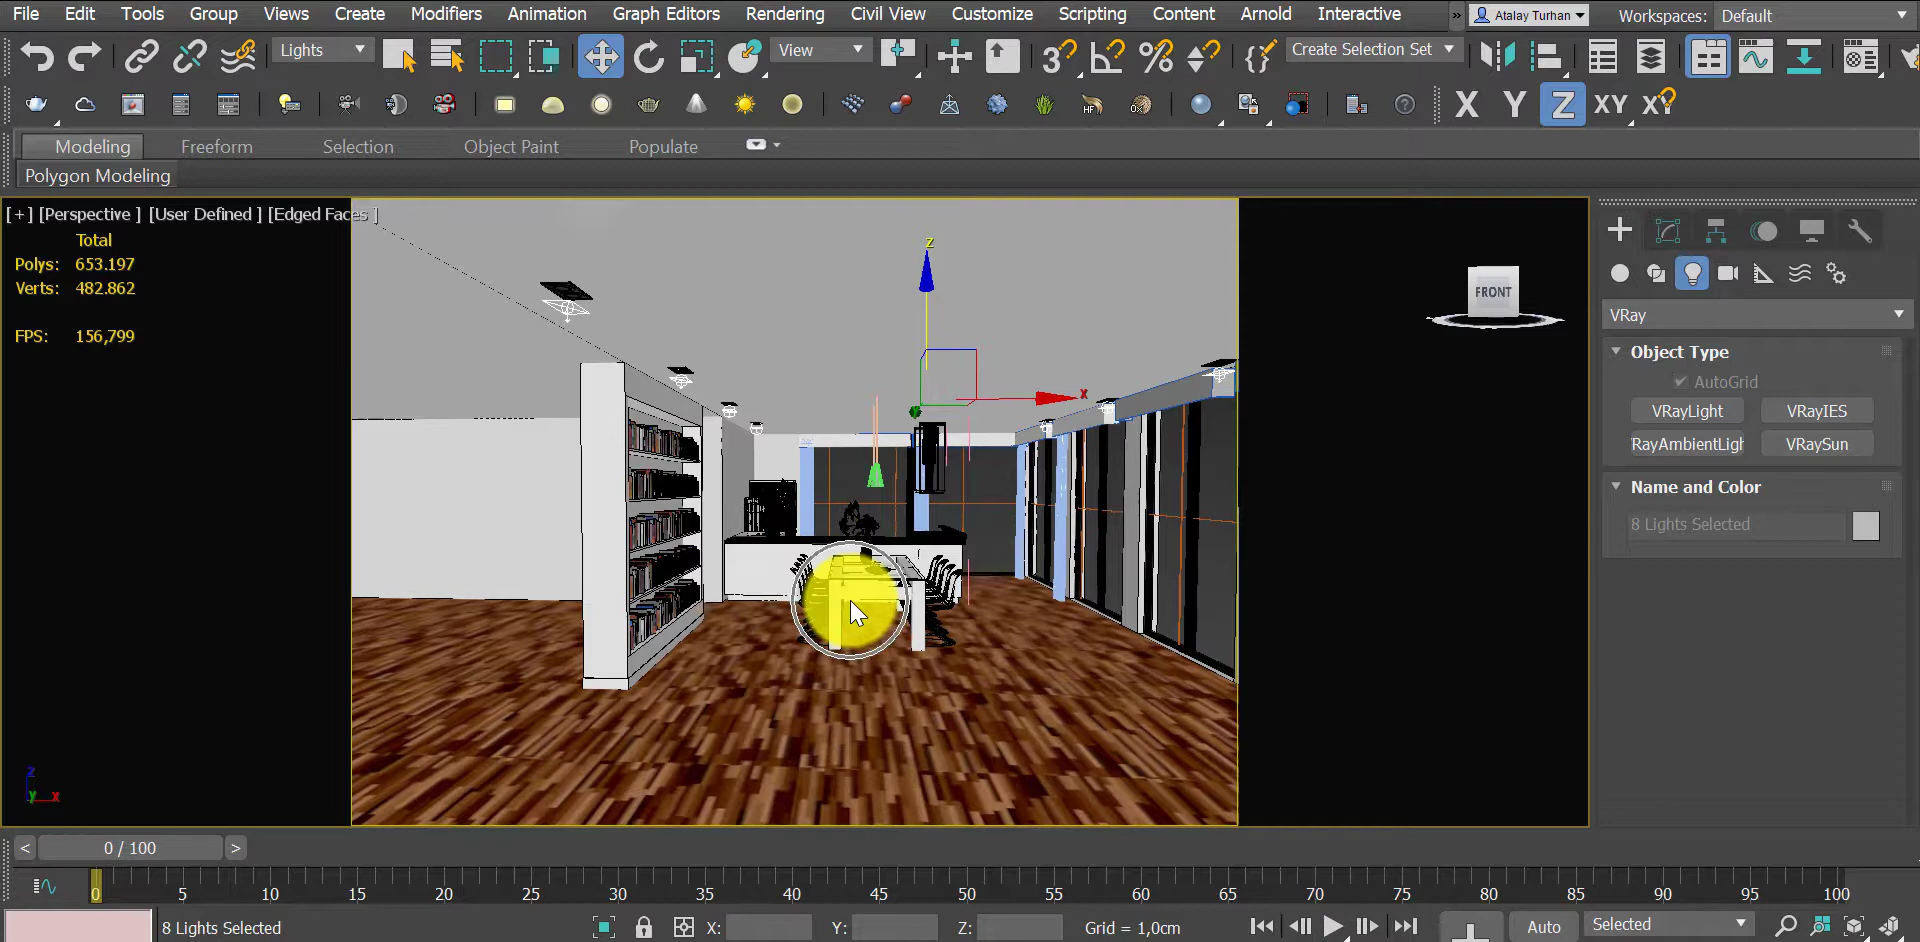 File Edit Tools Group Views Create Modifiers Animation Graph Editors Rendering Civil View Customize Scripting Content Arnold Interactive » Atalay Turhan Workspaces: Default
Lights View 3 Create Selection Set
X Y Z XY XY
Modeling Freeform Selection Object Paint Populate
Polygon Modeling
[+] [Perspective ] [User Defined ] [Edged Faces ]
Total
Polys: 653.197
Verts: 482.862
FPS: 156,799
z
x
FRONT
z
y x
VRay
Object Type
AutoGrid
VRayLight VRayIES
RayAmbientLigh VRaySun
Name and Color
8 Lights Selected
< 0 / 100 >
0 5 10 15 20 25 30 35 40 45 50 55 60 65 70 75 80 85 90 95 100
8 Lights Selected X: Y: Z: Grid = 1,0cm Auto Selected